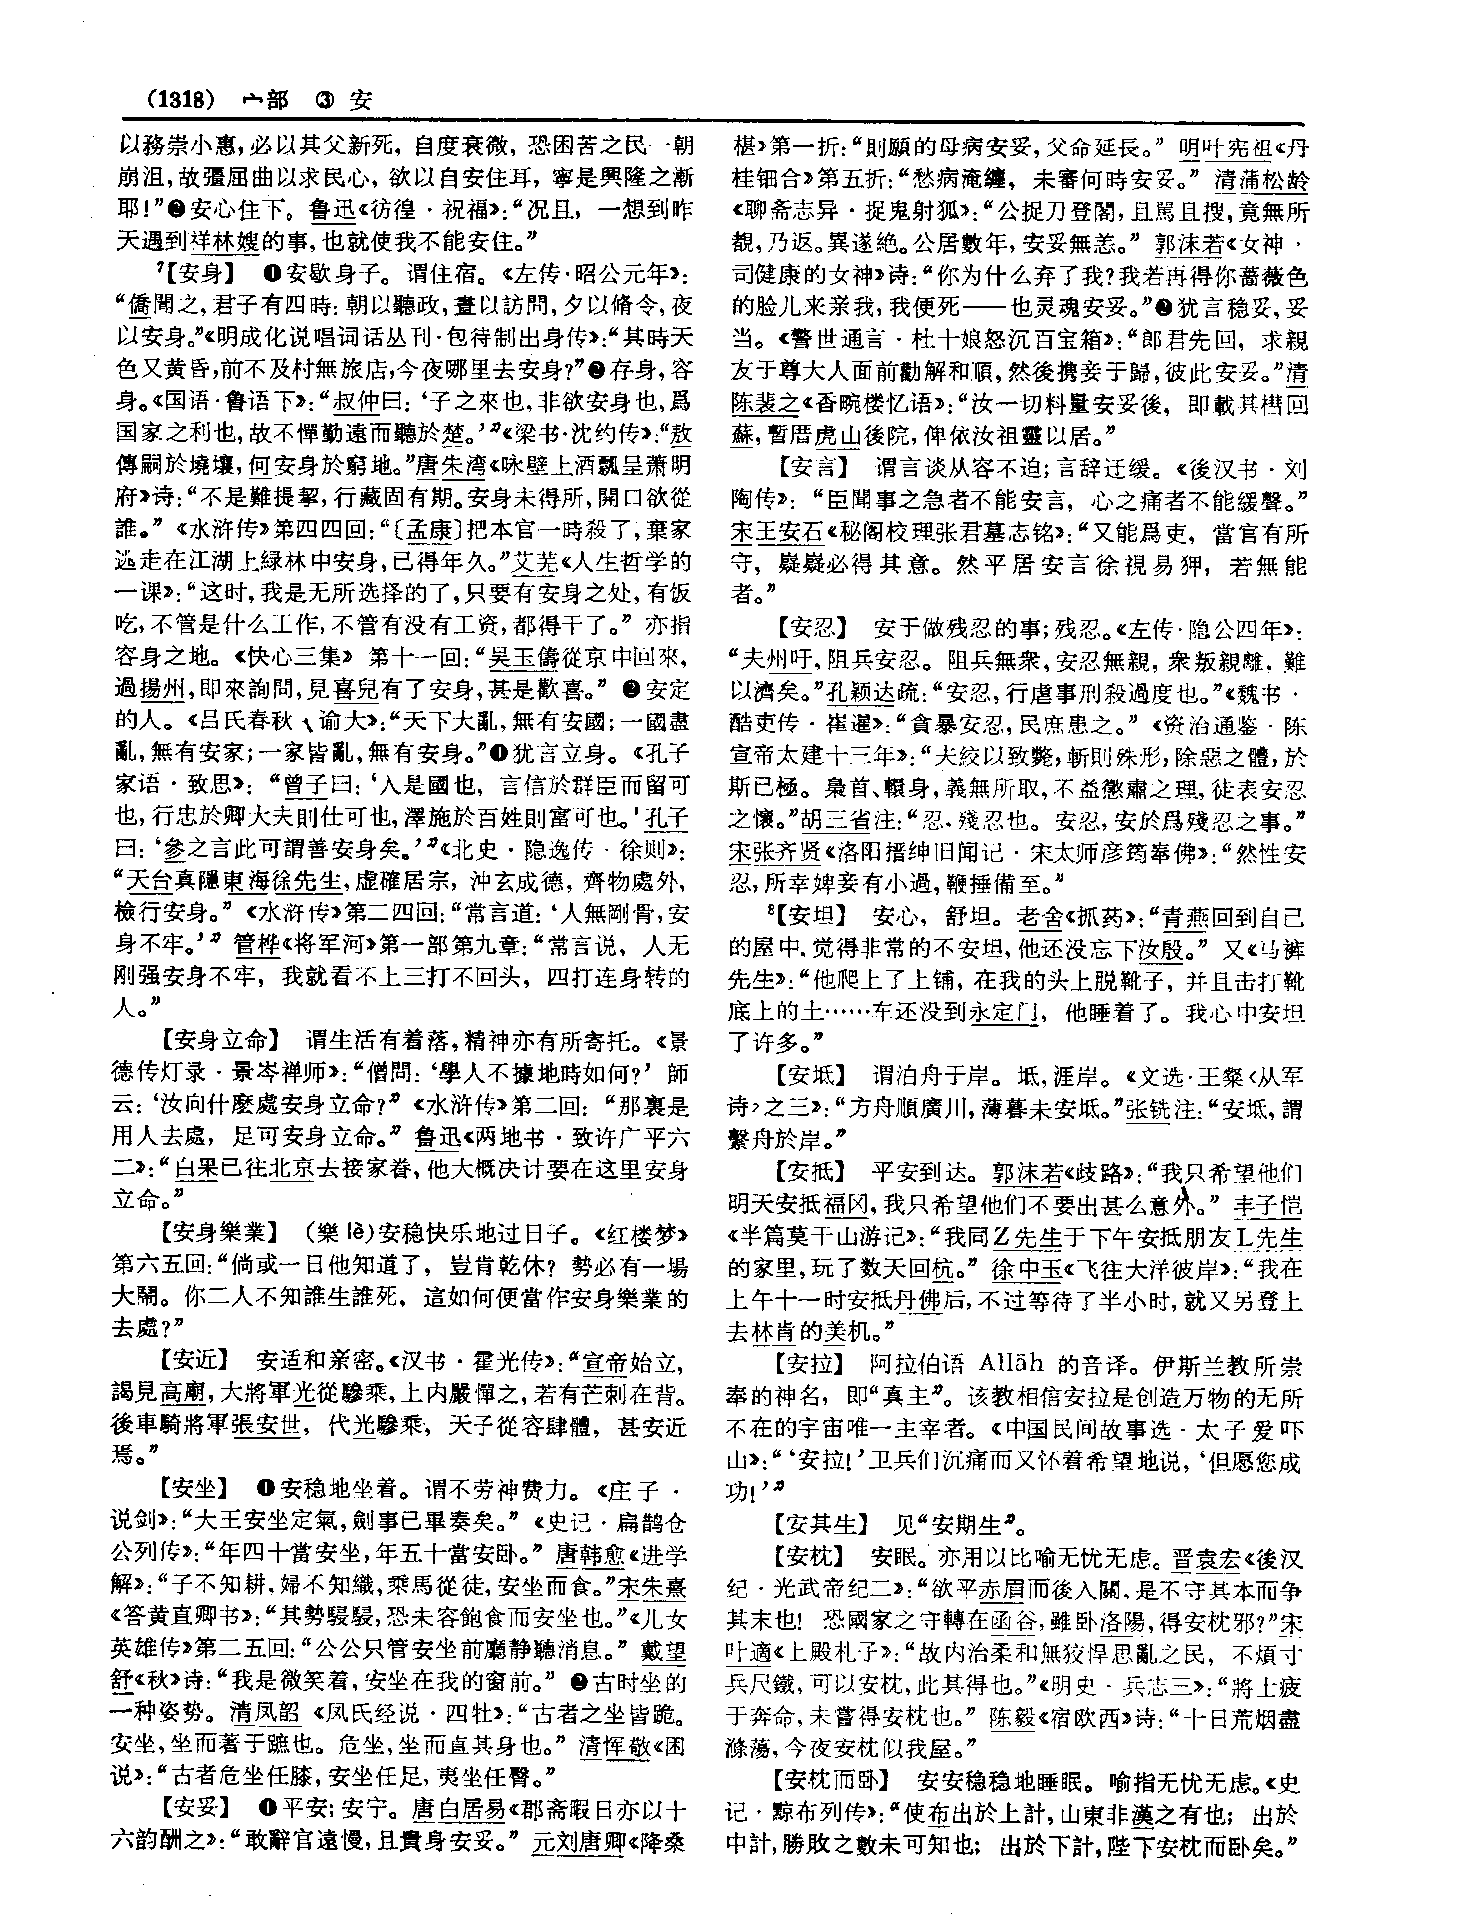 (1318) 宀部 ③ 安
以務崇小惠，必以其父新死，自度衰微，恐困苦之民一朝
崩沮，故彊屈曲以求民心，欲以自安住耳，寧是興隆之漸
耶！”❷安心住下。鲁迅《彷徨·祝福》：“况且，一想到昨
天遇到祥林嫂的事，也就使我不能安住。”
⁷【安身】 ❶安歇身子。谓住宿。《左传·昭公元年》：
“僑聞之，君子有四時：朝以聽政，晝以訪問，夕以脩令，夜
以安身。”《明成化说唱词话丛刊·包待制出身传》：“其時天
色又黄昏，前不及村無旅店，今夜哪里去安身？”❷存身，容
身。《国语·鲁语下》：“叔仲曰：‘子之來也，非欲安身也，爲
国家之利也，故不憚勤遠而聽於楚。’”《梁书·沈约传》：“敖
傳嗣於境壤，何安身於窮地。”唐朱湾《咏壁上酒瓢呈萧明
府》诗：“不是難提挈，行藏固有期。安身未得所，開口欲從
誰。”《水浒传》第四四回：“〔孟康〕把本官一時殺了，棄家
逃走在江湖上緑林中安身，已得年久。”艾芜《人生哲学的
一课》：“这时，我是无所选择的了，只要有安身之处，有饭
吃，不管是什么工作，不管有没有工资，都得干了。”亦指
容身之地。《快心三集》第十一回：“吴玉儔從京中回來，
過揚州，即來詢問，見喜兒有了安身，甚是歡喜。” ❷安定
的人。《吕氏春秋·谕大》：“天下大亂，無有安國；一國盡
亂，無有安家；一家皆亂，無有安身。”❶犹言立身。《孔子
家语·致思》：“曾子曰：‘入是國也，言信於群臣而留可
也，行忠於卿大夫則仕可也，澤施於百姓則富可也。’孔子
曰：‘參之言此可謂善安身矣。’”《北史·隐逸传·徐则》：
“天台真隱東海徐先生，虚確居宗，沖玄成德，齊物處外，
檢行安身。”《水浒传》第二四回：“常言道：‘人無剛骨，安
身不牢。’”管桦《将军河》第一部第九章：“常言说，人无
刚强安身不牢，我就看不上三打不回头，四打连身转的
人。”
【安身立命】 谓生活有着落，精神亦有所寄托。《景
德传灯录·景岑禅师》：“僧問：‘學人不據地時如何？’師
云：‘汝向什麽處安身立命？”《水浒传》第二回：“那裏是
用人去處，足可安身立命。”鲁迅《两地书·致许广平六
二》：“白果已往北京去接家眷，他大概决计要在这里安身
立命。”
【安身樂業】 （樂 lè）安稳快乐地过日子。《红楼梦》
第六五回：“倘或一日他知道了，豈肯乾休？勢必有一場
大鬧。你二人不知誰生誰死，這如何便當作安身樂業的
去處？”
【安近】 安适和亲密。《汉书·霍光传》：“宣帝始立，
謁見高廟，大將軍光從驂乘，上内嚴憚之，若有芒刺在背。
後車騎將軍張安世，代光驂乘，天子從容肆體，甚安近
焉。”
【安坐】 ❶安稳地坐着。谓不劳神费力。《庄子·
说剑》：“大王安坐定氣，劍事已畢奏矣。”《史记·扁鹊仓
公列传》：“年四十當安坐，年五十當安卧。”唐韩愈《进学
解》：“子不知耕，婦不知織，乘馬從徒，安坐而食。”宋朱熹
《答黄直卿书》：“其勢駸駸，恐未容飽食而安坐也。”《儿女
英雄传》第二五回：“公公只管安坐前廳静聽消息。”戴望
舒《秋》诗：“我是微笑着，安坐在我的窗前。” ❷古时坐的
一种姿势。清凤韶《凤氏经说·四牡》：“古者之坐皆跪。
安坐，坐而著于蹠也。危坐，坐而直其身也。”清恽敬《困
说》：“古者危坐任膝，安坐任足，夷坐任臀。”
【安妥】 ❶平安；安宁。唐白居易《郡斋暇日亦以十
六韵酬之》：“敢辭官遠慢，且貴身安妥。”元刘唐卿《降桑
椹》第一折：“則願的母病安妥，父命延長。”明叶宪祖《丹
桂钿合》第五折：“愁病淹纏，未審何時安妥。”清蒲松龄
《聊斋志异·捉鬼射狐》：“公捉刀登閣，且駡且搜，竟無所
覩，乃返。異遂絶。公居數年，安妥無恙。”郭沫若《女神·
司健康的女神》诗：“你为什么弃了我？我若再得你薔薇色
的脸儿来亲我，我便死——也灵魂安妥。”❷犹言稳妥，妥
当。《警世通言·杜十娘怒沉百宝箱》：“郎君先回，求親
友于尊大人面前勸解和順，然後携妾于歸，彼此安妥。”清
陈裴之《香畹楼忆语》：“汝一切料量安妥後，即載其櫘回
蘇，暫厝虎山後院，俾依汝祖靈以居。”
【安言】 谓言谈从容不迫；言辞迂缓。《後汉书·刘
陶传》：“臣聞事之急者不能安言，心之痛者不能緩聲。”
宋王安石《秘阁校理张君墓志铭》：“又能爲吏，當官有所
守，嶷嶷必得其意。然平居安言徐視易狎，若無能
者。”
【安忍】 安于做残忍的事；残忍。《左传·隐公四年》：
“夫州吁，阻兵安忍。阻兵無衆，安忍無親，衆叛親離，難
以濟矣。”孔颖达疏：“安忍，行虐事刑殺過度也。”《魏书·
酷吏传·崔暹》：“貪暴安忍，民庶患之。”《资治通鉴·陈
宣帝太建十三年》：“夫絞以致斃，斬則殊形，除惡之體，於
斯已極。梟首、轘身，義無所取，不益懲肅之理，徒表安忍
之懷。”胡三省注：“忍，殘忍也。安忍，安於爲殘忍之事。”
宋张齐贤《洛阳搢绅旧闻记·宋太师彦筠奉佛》：“然性安
忍，所幸婢妾有小過，鞭捶備至。”
⁸【安坦】 安心，舒坦。老舍《抓药》：“青燕回到自己
的屋中，觉得非常的不安坦，他还没忘下汝殷。”又《马裤
先生》：“他爬上了上铺，在我的头上脱靴子，并且击打靴
底上的土……车还没到永定门，他睡着了。我心中安坦
了许多。”
【安坻】 谓泊舟于岸。坻，涯岸。《文选·王粲〈从军
诗〉之三》：“方舟順廣川，薄暮未安坻。”张铣注：“安坻，謂
繫舟於岸。”
【安抵】 平安到达。郭沫若《歧路》：“我只希望他们
明天安抵福冈，我只希望他们不要出甚么意外。”丰子恺
《半篇莫干山游记》：“我同Z先生于下午安抵朋友L先生
的家里，玩了数天回杭。”徐中玉《飞往大洋彼岸》：“我在
上午十一时安抵丹佛后，不过等待了半小时，就又另登上
去林肯的美机。”
【安拉】 阿拉伯语 Allāh 的音译。伊斯兰教所崇
奉的神名，即“真主”。该教相信安拉是创造万物的无所
不在的宇宙唯一主宰者。《中国民间故事选·太子爱吓
山》：“‘安拉！’卫兵们沉痛而又怀着希望地说，‘但愿您成
功！’”
【安其生】 见“安期生”。
【安枕】 安眠。亦用以比喻无忧无虑。晋袁宏《後汉
纪·光武帝纪二》：“欲平赤眉而後入關，是不守其本而争
其末也！恐國家之守轉在函谷，雖卧洛陽，得安枕邪？”宋
叶適《上殿札子》：“故内治柔和無狡悍思亂之民，不煩寸
兵尺鐵，可以安枕，此其得也。”《明史·兵志三》：“將士疲
于奔命，未嘗得安枕也。”陈毅《宿欧西》诗：“十日荒烟盡
滌蕩，今夜安枕似我屋。”
【安枕而卧】 安安稳稳地睡眠。喻指无忧无虑。《史
记·黥布列传》：“使布出於上計，山東非漢之有也；出於
中計，勝敗之數未可知也；出於下計，陛下安枕而卧矣。”